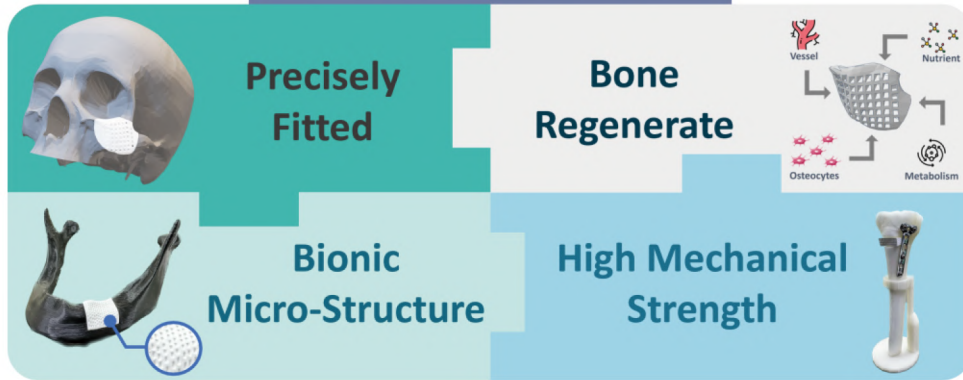 Precisely
Fitted
Bone
Regenerate
Vessel
Nutrient
Osteocytes
Metabolism
Bionic
Micro-Structure
High Mechanical
Strength